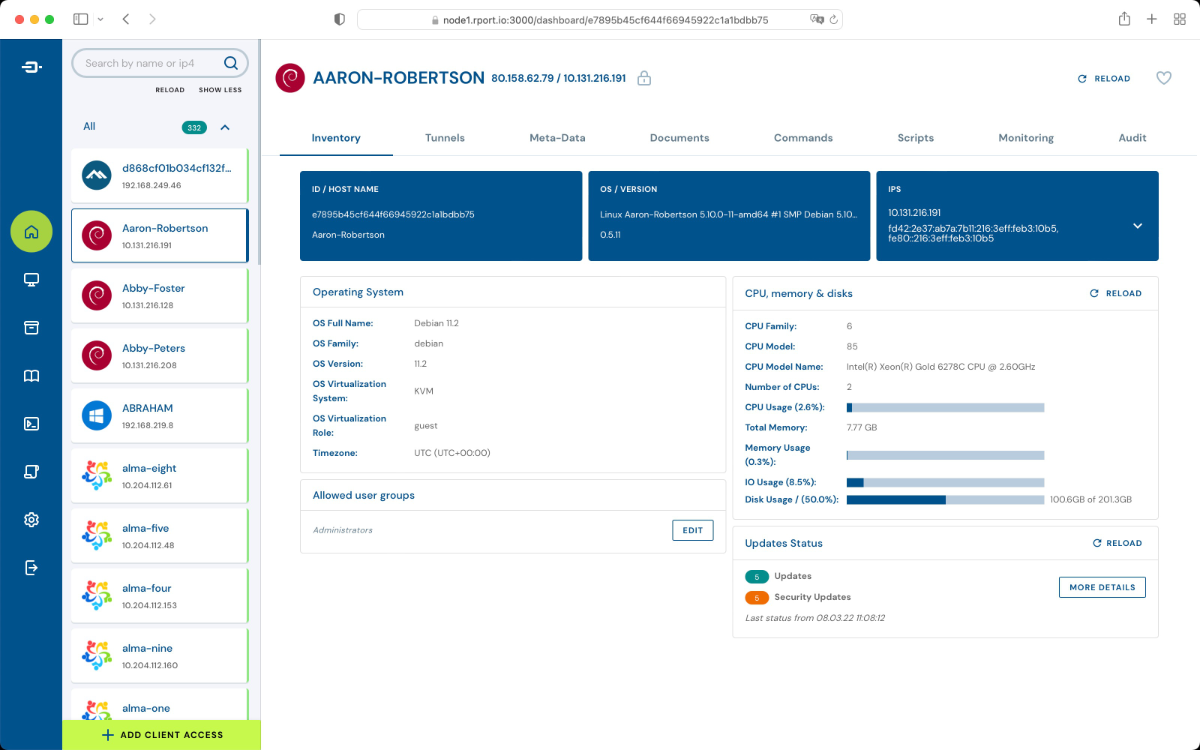 node1.rport.io:3000/dashboard/e7895b45cf644f66945922c1a1bdbb75
Search by name or ip4
RELOAD SHOW LESS
All 332
d868cf01b034cf132f...
192.168.249.46
Aaron-Robertson
10.131.216.191
Abby-Foster
10.131.216.128
Abby-Peters
10.131.216.208
ABRAHAM
192.168.219.8
alma-eight
10.204.112.61
alma-five
10.204.112.48
alma-four
10.204.112.153
alma-nine
10.204.112.160
alma-one
ADD CLIENT ACCESS
AARON-ROBERTSON 80.158.62.79 / 10.131.216.191
RELOAD
Inventory Tunnels Meta-Data Documents Commands Scripts Monitoring Audit
ID / HOST NAME
e7895b45cf644f66945922c1a1bdbb75
Aaron-Robertson
OS / VERSION
Linux Aaron-Robertson 5.10.0-11-amd64 #1 SMP Debian 5.10...
0.5.11
IPS
10.131.216.191
fd42:2e37:ab7a:7b11:216:3eff:feb3:10b5,
fe80::216:3eff:feb3:10b5
Operating System
OS Full Name: Debian 11.2
OS Family: debian
OS Version: 11.2
OS Virtualization
System: KVM
OS Virtualization
Role: guest
Timezone: UTC (UTC+00:00)
Allowed user groups
Administrators
EDIT
CPU, memory & disks
RELOAD
CPU Family: 6
CPU Model: 85
CPU Model Name: Intel(R) Xeon(R) Gold 6278C CPU @ 2.60GHz
Number of CPUs: 2
CPU Usage (2.6%):
Total Memory: 7.77 GB
Memory Usage
(0.3%):
IO Usage (8.5%):
Disk Usage / (50.0%): 100.6GB of 201.3GB
Updates Status
RELOAD
5 Updates
5 Security Updates
MORE DETAILS
Last status from 08.03.22 11:08:12